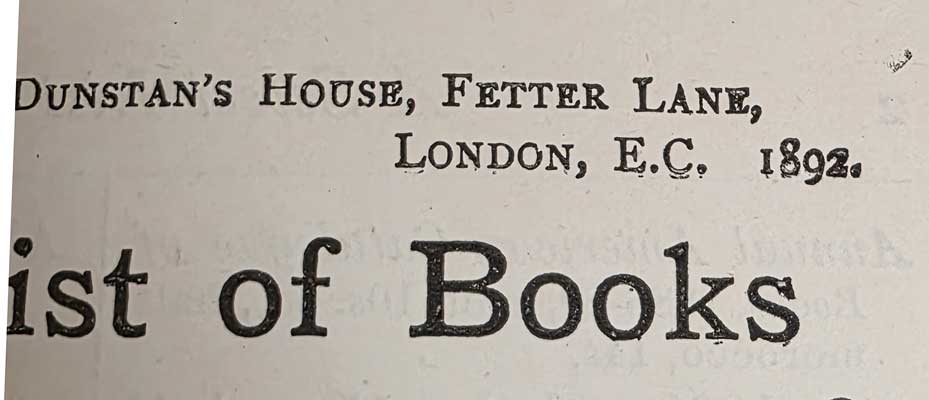 Dunstan's House, Fetter Lane,
London, E.C. 1892.
ist of Books